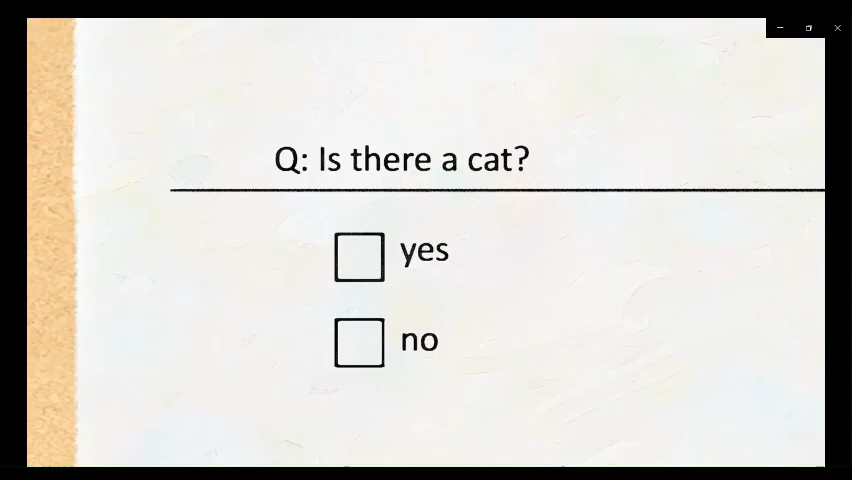 Q: Is there a cat?
yes
no